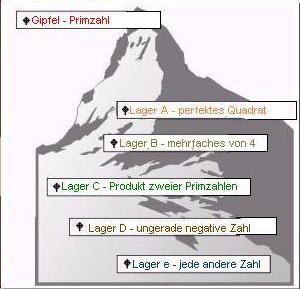 Gipfel - Primzahl
Lager A - perfektes Quadrat
Lager B - mehrfaches von 4
Lager C - Produkt zweier Primzahlen
Lager D - ungerade negative Zahl
Lager e - jede andere Zahl